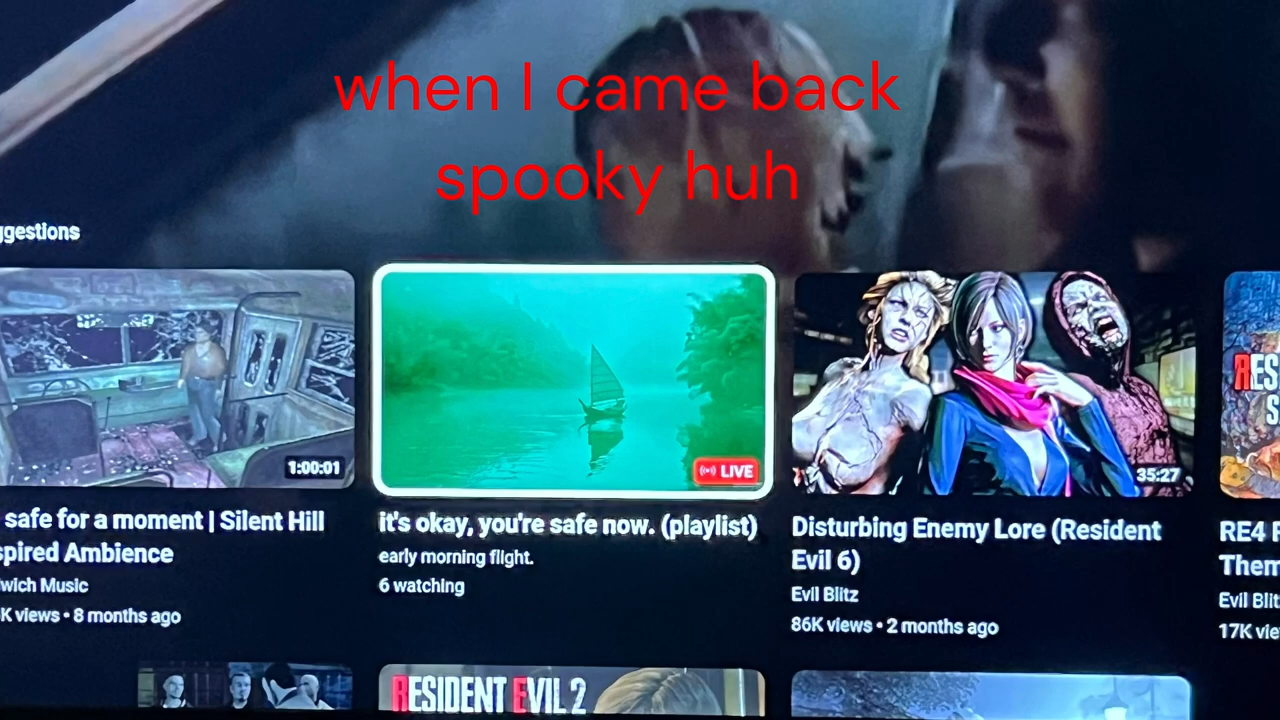 when I came back
spooky huh
ggestions
1:00:01
LIVE
35:27
safe for a moment | Silent Hill
spired Ambience
wich Music
K views • 8 months ago
it's okay, you're safe now. (playlist)
early morning flight.
6 watching
Disturbing Enemy Lore (Resident
Evil 6)
Evil Blitz
86K views • 2 months ago
RES
S
RE4
Them
Evil Blit
17K vie
RESIDENT EVIL 2